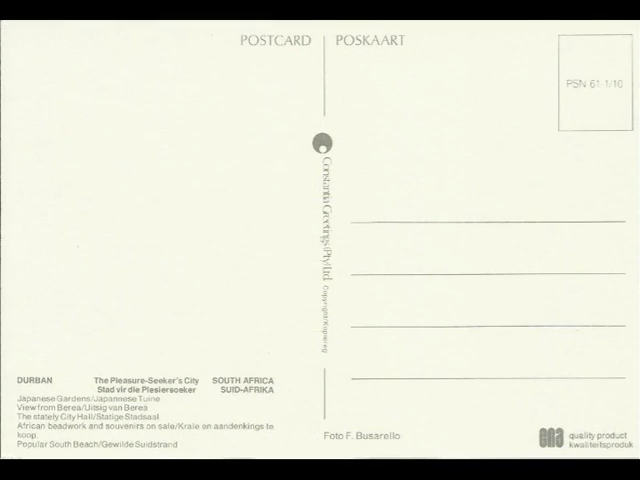 POSTCARD POSKAART
PSN 61-1/10
Constantia Greetings (Pty) Ltd. Copyright/Kopiereg
DURBAN The Pleasure-Seeker's City SOUTH AFRICA
Stad vir die Plesiersoeker SUID-AFRIKA
Japanese Gardens/Japannese Tuine
View from Berea/Uitsig van Berea
The stately City Hall/Statige Stadsaal
African beadwork and souvenirs on sale/Krale en aandenkings te
koop.
Popular South Beach/Gewilde Suidstrand
Foto F. Busarello
cna quality product
kwaliteitsproduk